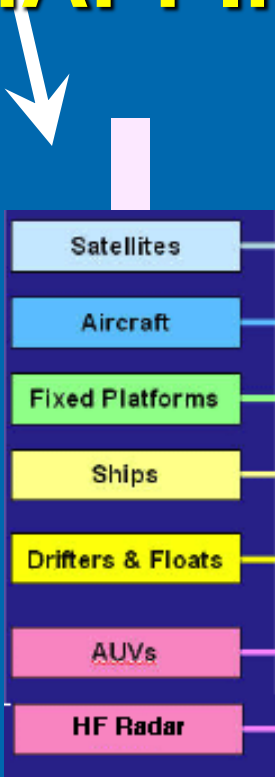 Satellites
Aircraft
Fixed Platforms
Ships
Drifters & Floats
AUVs
HF Radar